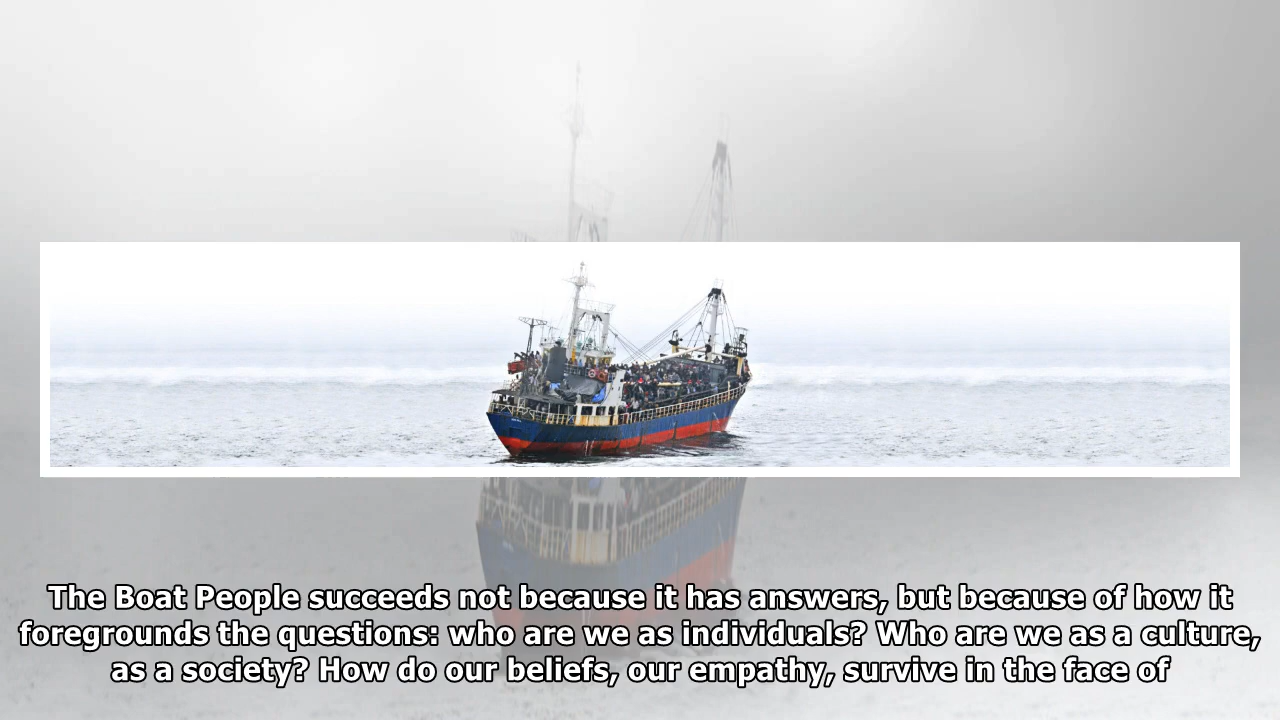 The Boat People succeeds not because it has answers, but because of how it
foregrounds the questions: who are we as individuals? Who are we as a culture,
as a society? How do our beliefs, our empathy, survive in the face of